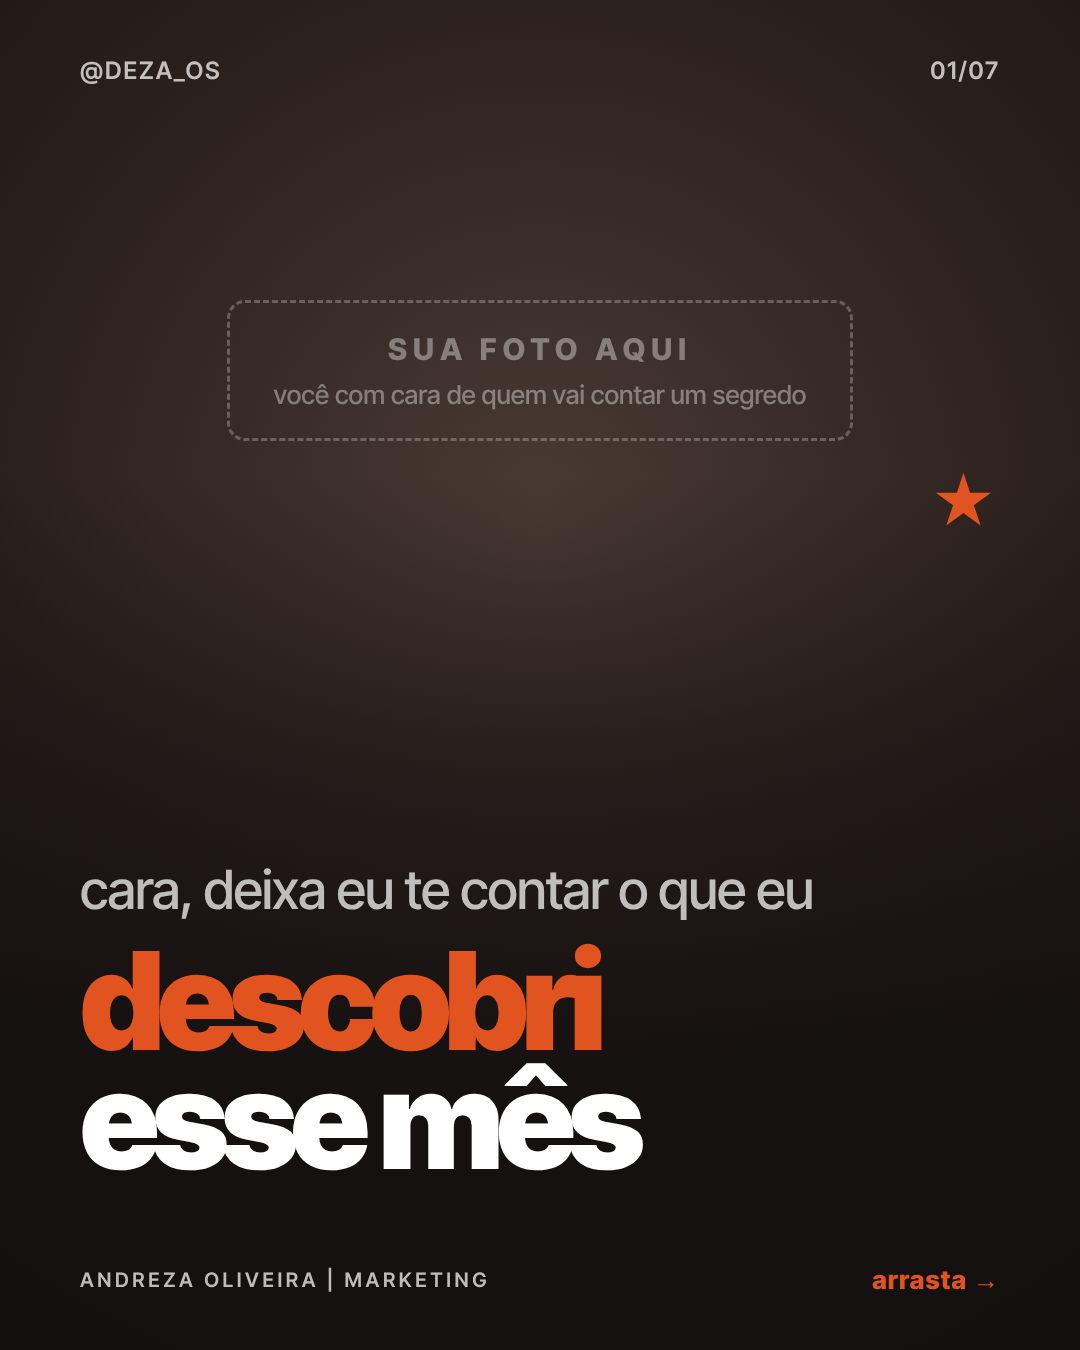 @DEZA_OS
01/07
SUA FOTO AQUI
você com cara de quem vai contar um segredo
cara, deixa eu te contar o que eu
descobri
esse mês
ANDREZA OLIVEIRA | MARKETING
arrasta →